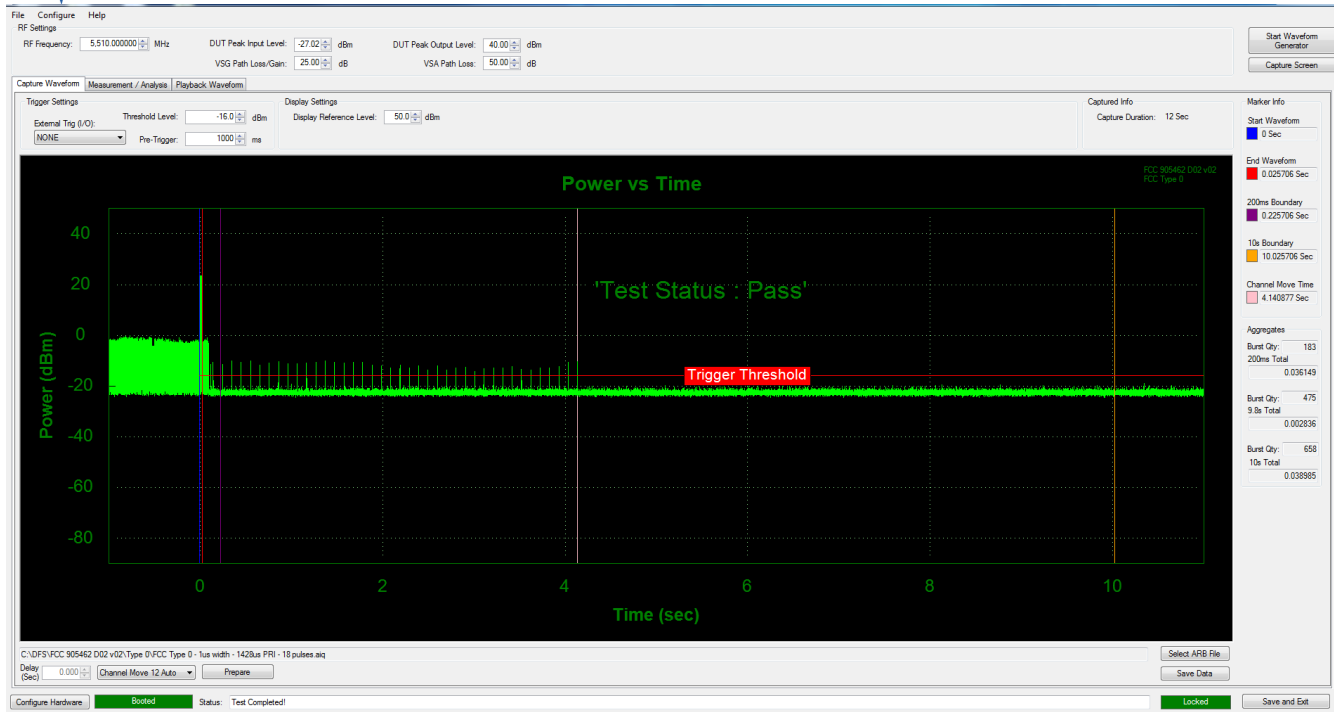 File Configure Help
RF Settings
RF Frequency: 5,510.000000 MHz DUT Peak Input Level: -27.02 dBm DUT Peak Output Level: 40.00 dBm
VSG Path Loss/Gain: 25.00 dB VSA Path Loss: 50.00 dB
Start Waveform
Generator
Capture Screen
Capture Waveform Measurement / Analysis Playback Waveform
Trigger Settings
External Trig (I/O):
NONE
Threshold Level: -16.0 dBm
Pre-Trigger: 1000 ms
Display Settings
Display Reference Level: 50.0 dBm
Captured Info
Capture Duration: 12 Sec
Marker Info
Start Waveform
0 Sec
End Waveform
0.025706 Sec
200ms Boundary
0.225706 Sec
10s Boundary
10.025706 Sec
Channel Move Time
4.140877 Sec
Aggregates
Burst Qty: 183
200ms Total
0.036149
Burst Qty: 475
9.8s Total
0.002836
Burst Qty: 658
10s Total
0.038985
Power vs Time
FCC 905462 D02 v02
FCC Type 0
'Test Status : Pass'
Trigger Threshold
Power (dBm)
40
20
0
-20
-40
-60
-80
0 2 4 6 8 10
Time (sec)
C:\DFS\FCC 905462 D02 v02\Type 0\FCC Type 0 - 1us width - 1428us PRI - 18 pulses.aiq
Select ARB File
Delay
(Sec) 0.000 Channel Move 12 Auto Prepare
Save Data
Configure Hardware Booted Status: Test Completed! Locked Save and Exit